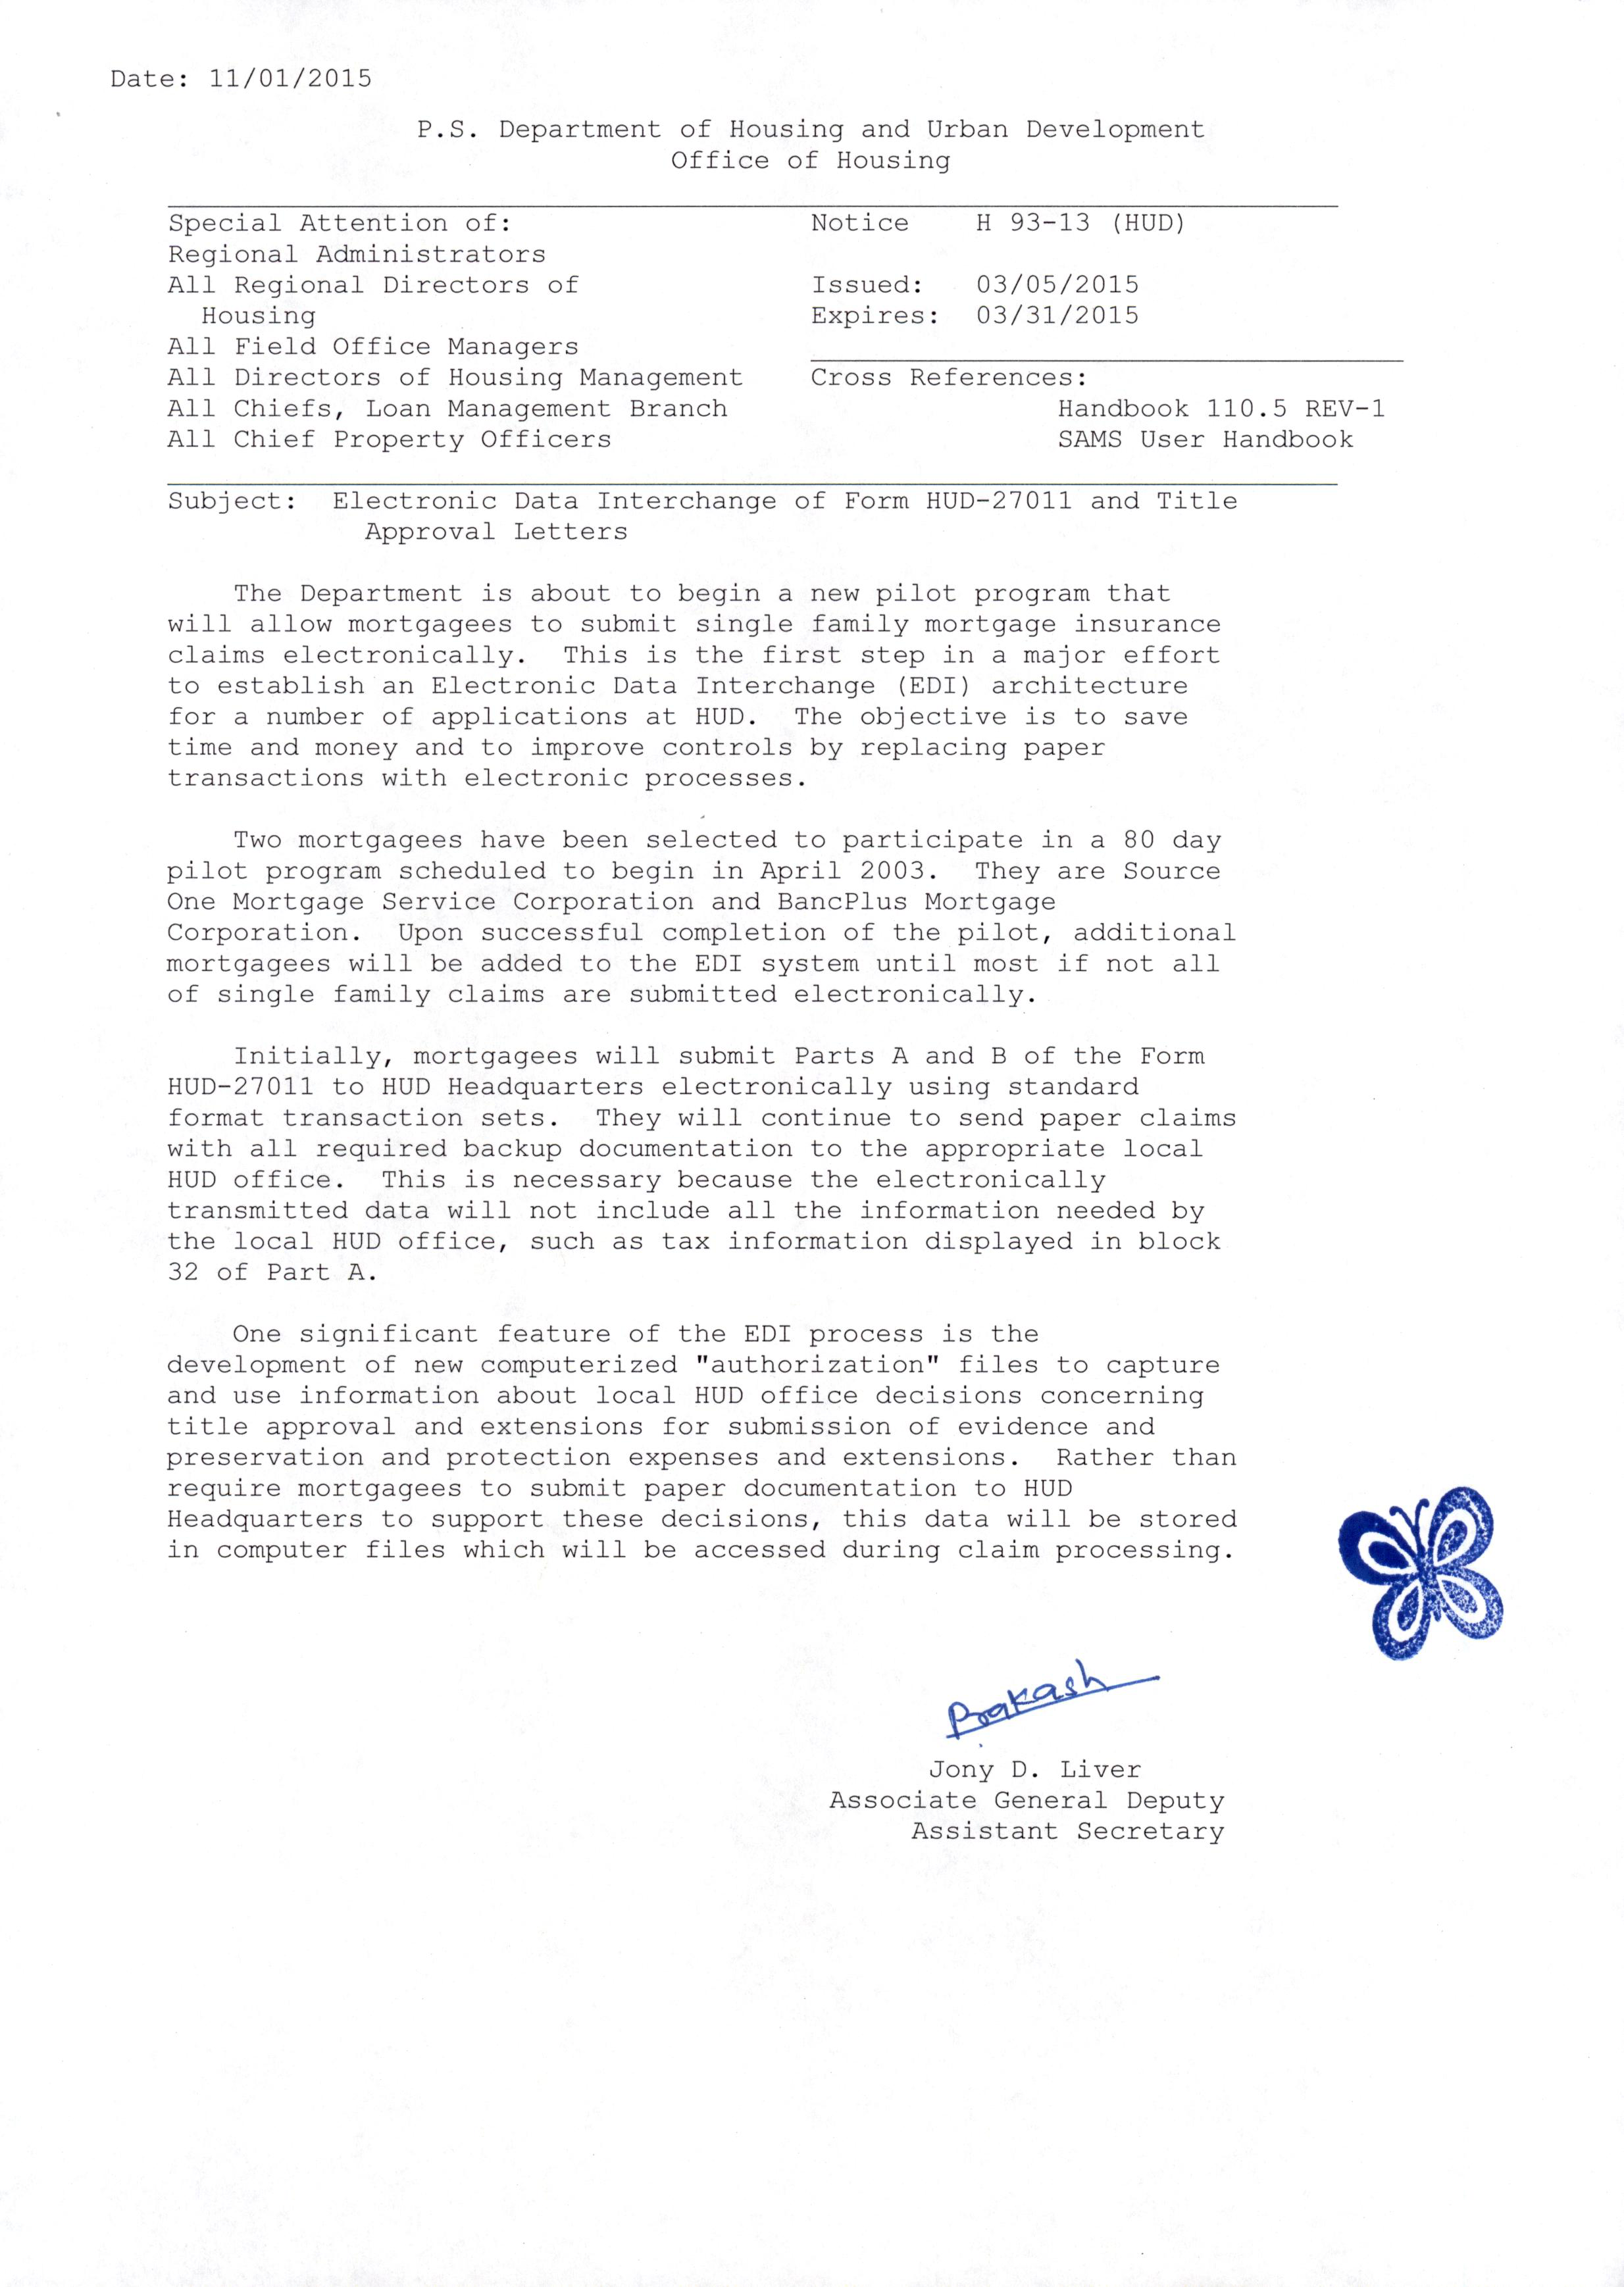 Date: 11/01/2015
P.S. Department of Housing and Urban Development
Office of Housing
Special Attention of:
Regional Administrators
All Regional Directors of
Housing
All Field Office Managers
All Directors of Housing Management
All Chiefs, Loan Management Branch
All Chief Property Officers
Notice H 93-13 (HUD)
Issued: 03/05/2015
Expires: 03/31/2015
Cross References:
Handbook 110.5 REV-1
SAMS User Handbook
Subject: Electronic Data Interchange of Form HUD-27011 and Title
Approval Letters
The Department is about to begin a new pilot program that
will allow mortgagees to submit single family mortgage insurance
claims electronically. This is the first step in a major effort
to establish an Electronic Data Interchange (EDI) architecture
for a number of applications at HUD. The objective is to save
time and money and to improve controls by replacing paper
transactions with electronic processes.
Two mortgagees have been selected to participate in a 80 day
pilot program scheduled to begin in April 2003. They are Source
One Mortgage Service Corporation and BancPlus Mortgage
Corporation. Upon successful completion of the pilot, additional
mortgagees will be added to the EDI system until most if not all
of single family claims are submitted electronically.
Initially, mortgagees will submit Parts A and B of the Form
HUD-27011 to HUD Headquarters electronically using standard
format transaction sets. They will continue to send paper claims
with all required backup documentation to the appropriate local
HUD office. This is necessary because the electronically
transmitted data will not include all the information needed by
the local HUD office, such as tax information displayed in block
32 of Part A.
One significant feature of the EDI process is the
development of new computerized "authorization" files to capture
and use information about local HUD office decisions concerning
title approval and extensions for submission of evidence and
preservation and protection expenses and extensions. Rather than
require mortgagees to submit paper documentation to HUD
Headquarters to support these decisions, this data will be stored
in computer files which will be accessed during claim processing.
Prakash
Jony D. Liver
Associate General Deputy
Assistant Secretary